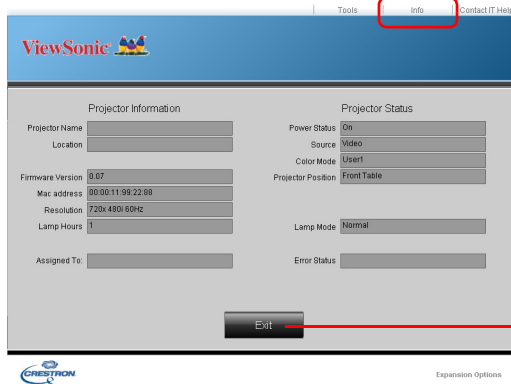 Tools Info Contact IT Help
ViewSonic
Projector Information
Projector Name
Location
Firmware Version 0.07
Mac address 00:00:11:99:22:88
Resolution 720x 480i 60Hz
Lamp Hours 1
Assigned To:
Projector Status
Power Status On
Source Video
Color Mode User1
Projector Position Front Table
Lamp Mode Normal
Error Status
Exit
CRESTRON
Expansion Options